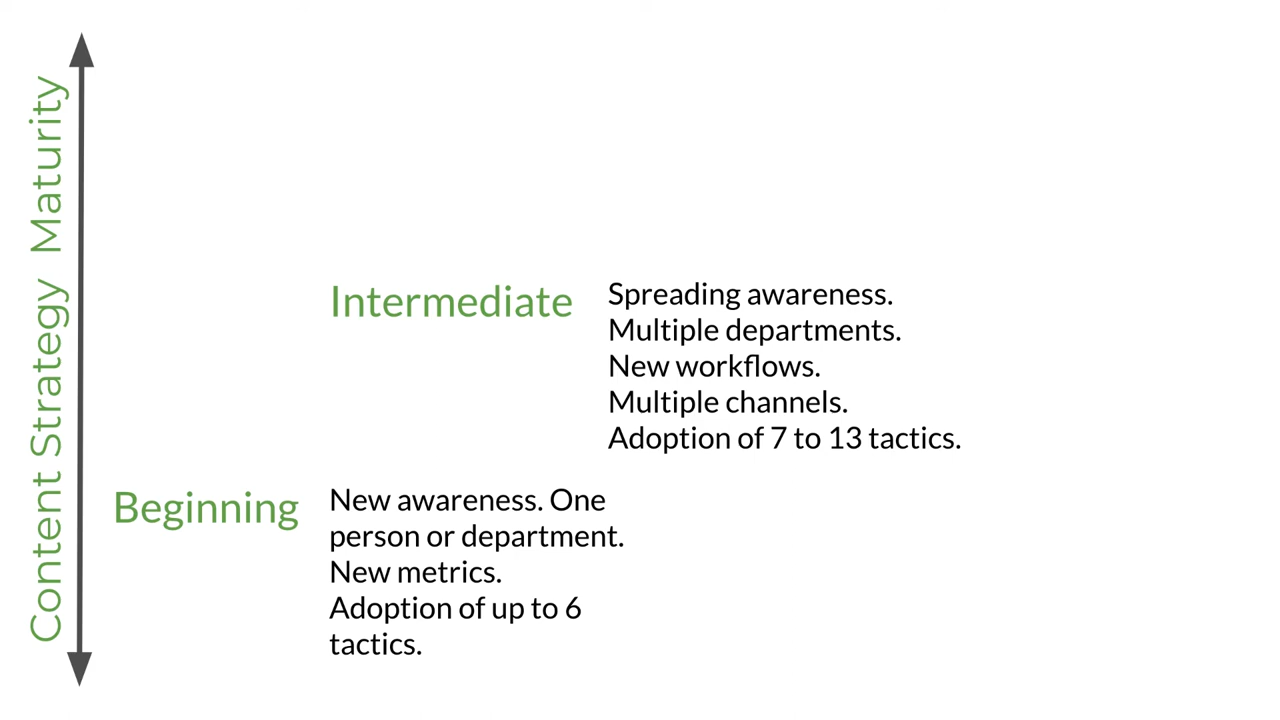 Content Strategy Maturity
Intermediate
Spreading awareness.
Multiple departments.
New workflows.
Multiple channels.
Adoption of 7 to 13 tactics.
Beginning
New awareness. One
person or department.
New metrics.
Adoption of up to 6
tactics.